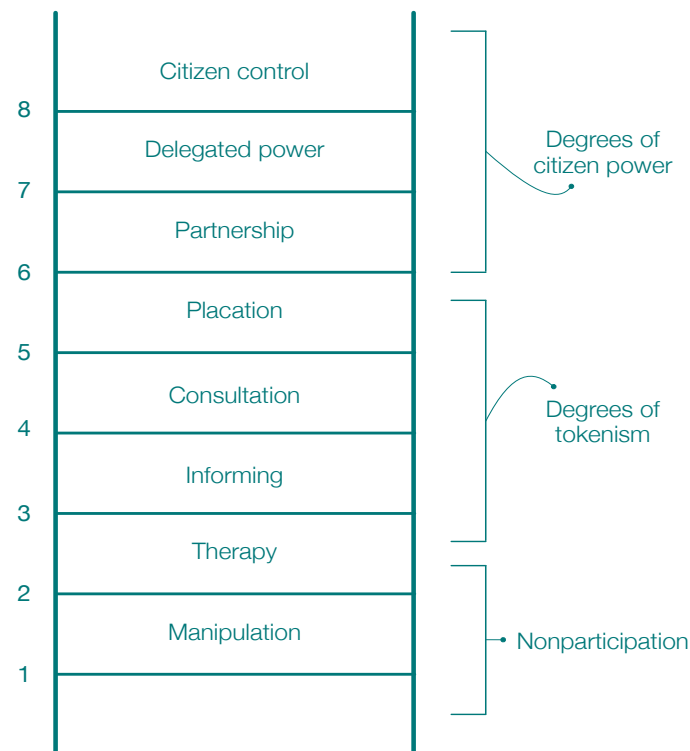 Citizen control
8
Delegated power
7
Partnership
6
Placation
5
Consultation
4
Informing
3
Therapy
2
Manipulation
1
Degrees of
citizen power
Degrees of
tokenism
Nonparticipation